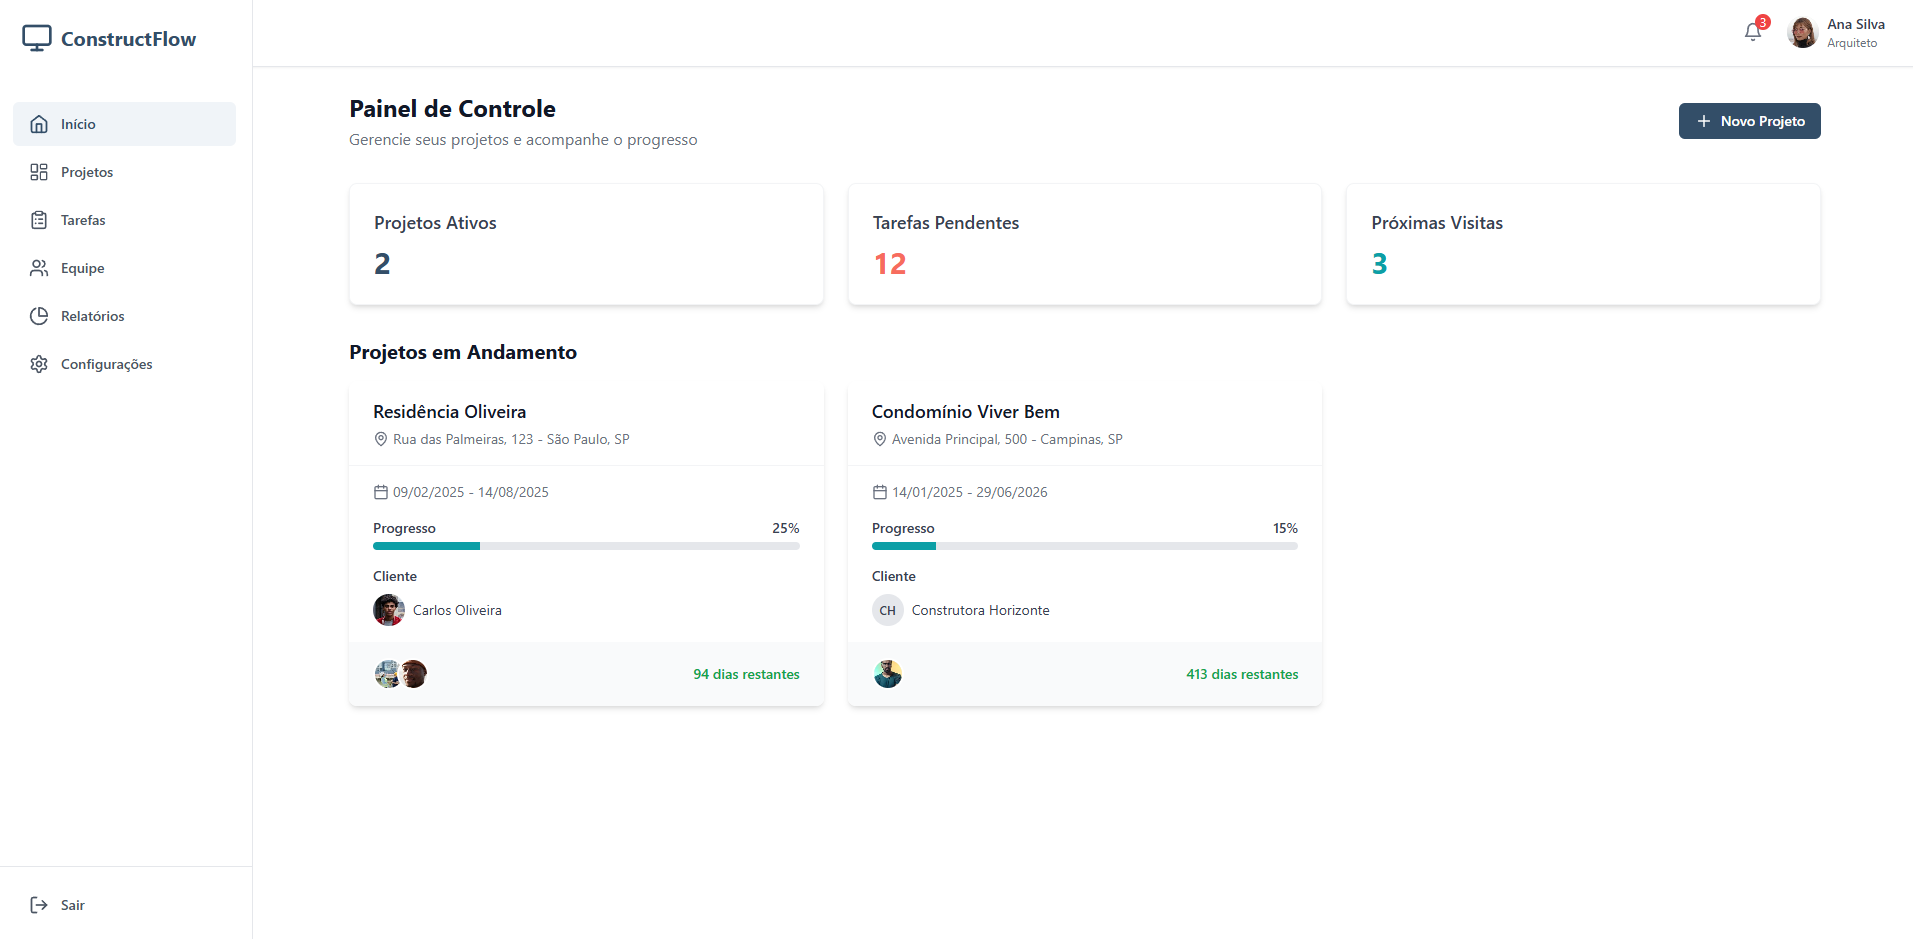 ConstructFlow
3
Ana Silva
Arquiteto
Início
Projetos
Tarefas
Equipe
Relatórios
Configurações
Sair
Painel de Controle
Gerencie seus projetos e acompanhe o progresso
Novo Projeto
Projetos Ativos
2
Tarefas Pendentes
12
Próximas Visitas
3
Projetos em Andamento
Residência Oliveira
Rua das Palmeiras, 123 - São Paulo, SP
09/02/2025 - 14/08/2025
Progresso 25%
Cliente
Carlos Oliveira
94 dias restantes
Condomínio Viver Bem
Avenida Principal, 500 - Campinas, SP
14/01/2025 - 29/06/2026
Progresso 15%
Cliente
CH Construtora Horizonte
413 dias restantes